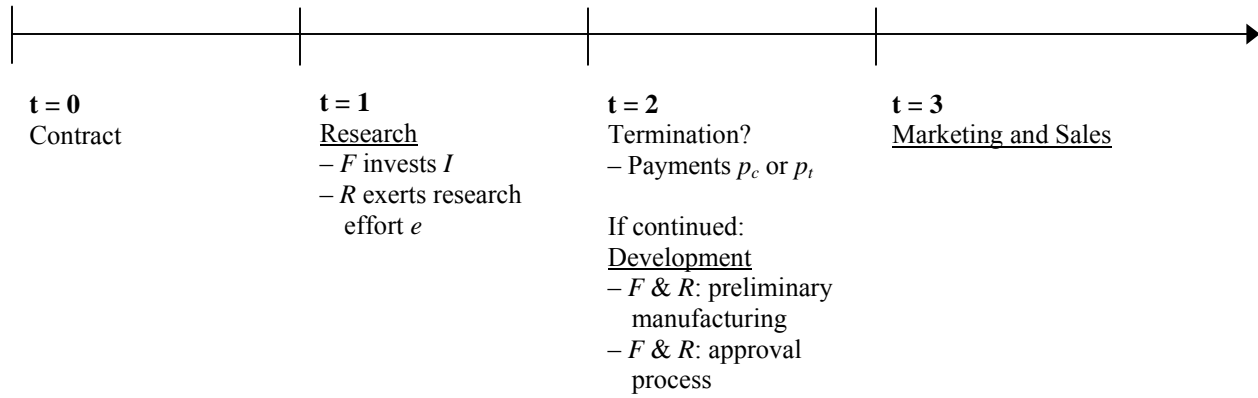 t = 0
Contract
t = 1
Research
– F invests I
– R exerts research
effort e
t = 2
Termination?
– Payments p_c or p_t
If continued:
Development
– F & R: preliminary
manufacturing
– F & R: approval
process
t = 3
Marketing and Sales